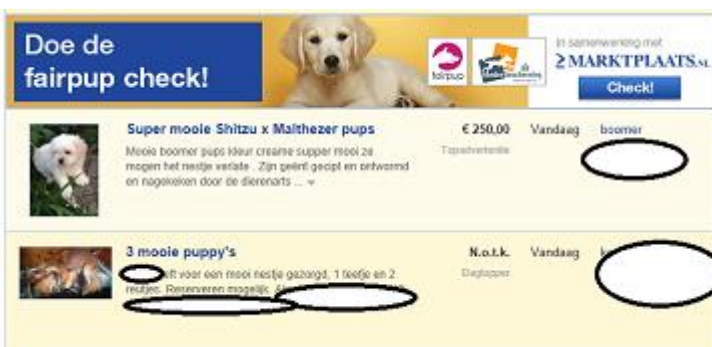 Doe de
fairpup check!
fairpup
In samenwerking met
MARKTPLAATS.NL
Check!
Super mooie Shitzu x Malthezer pups
€ 250,00
Vandaag
boomer
Mooie boomer pups kleur creame supper mooi ze
Topadvertentie
mogen het nestje verlate . Zijn geënt gecipt en ontwormd
en nagekeken door de dierenarts ...
3 mooie puppy's
N.o.t.k.
Vandaag
ft voor een mooi nestje gezorgd, 1 teefje en 2
Dagtopper
reutjes. Reserveren mogelijk.